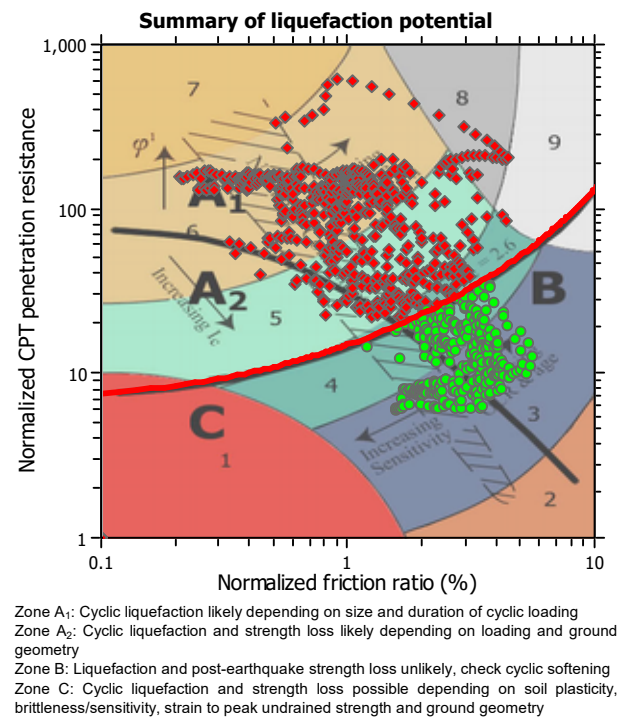 Summary of liquefaction potential
1,000
7
8
9
φ'
A₁
100
6
= 2.6
A₂
B
Increasing Ic
5
10
4
& age
3
C
Increasing
Sensitivity
1
2
1
0.1
1
10
Normalized CPT penetration resistance
Normalized friction ratio (%)
Zone A₁: Cyclic liquefaction likely depending on size and duration of cyclic loading
Zone A₂: Cyclic liquefaction and strength loss likely depending on loading and ground
geometry
Zone B: Liquefaction and post-earthquake strength loss unlikely, check cyclic softening
Zone C: Cyclic liquefaction and strength loss possible depending on soil plasticity,
brittleness/sensitivity, strain to peak undrained strength and ground geometry